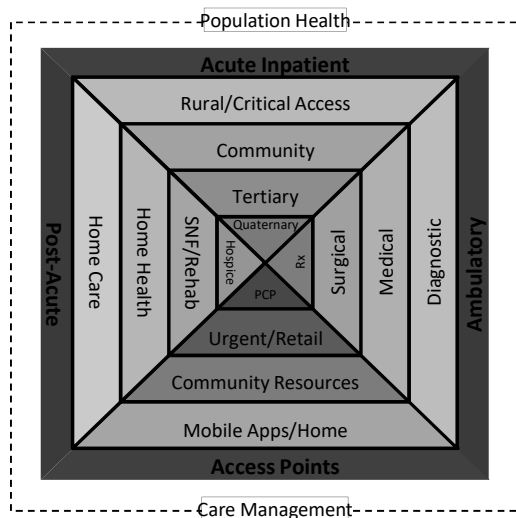 Population Health
Acute Inpatient
Rural/Critical Access
Community
Tertiary
Quaternary
Post-Acute
Home Care
Home Health
SNF/Rehab
Hospice
Rx
Surgical
Medical
Diagnostic
Ambulatory
PCP
Urgent/Retail
Community Resources
Mobile Apps/Home
Access Points
Care Management